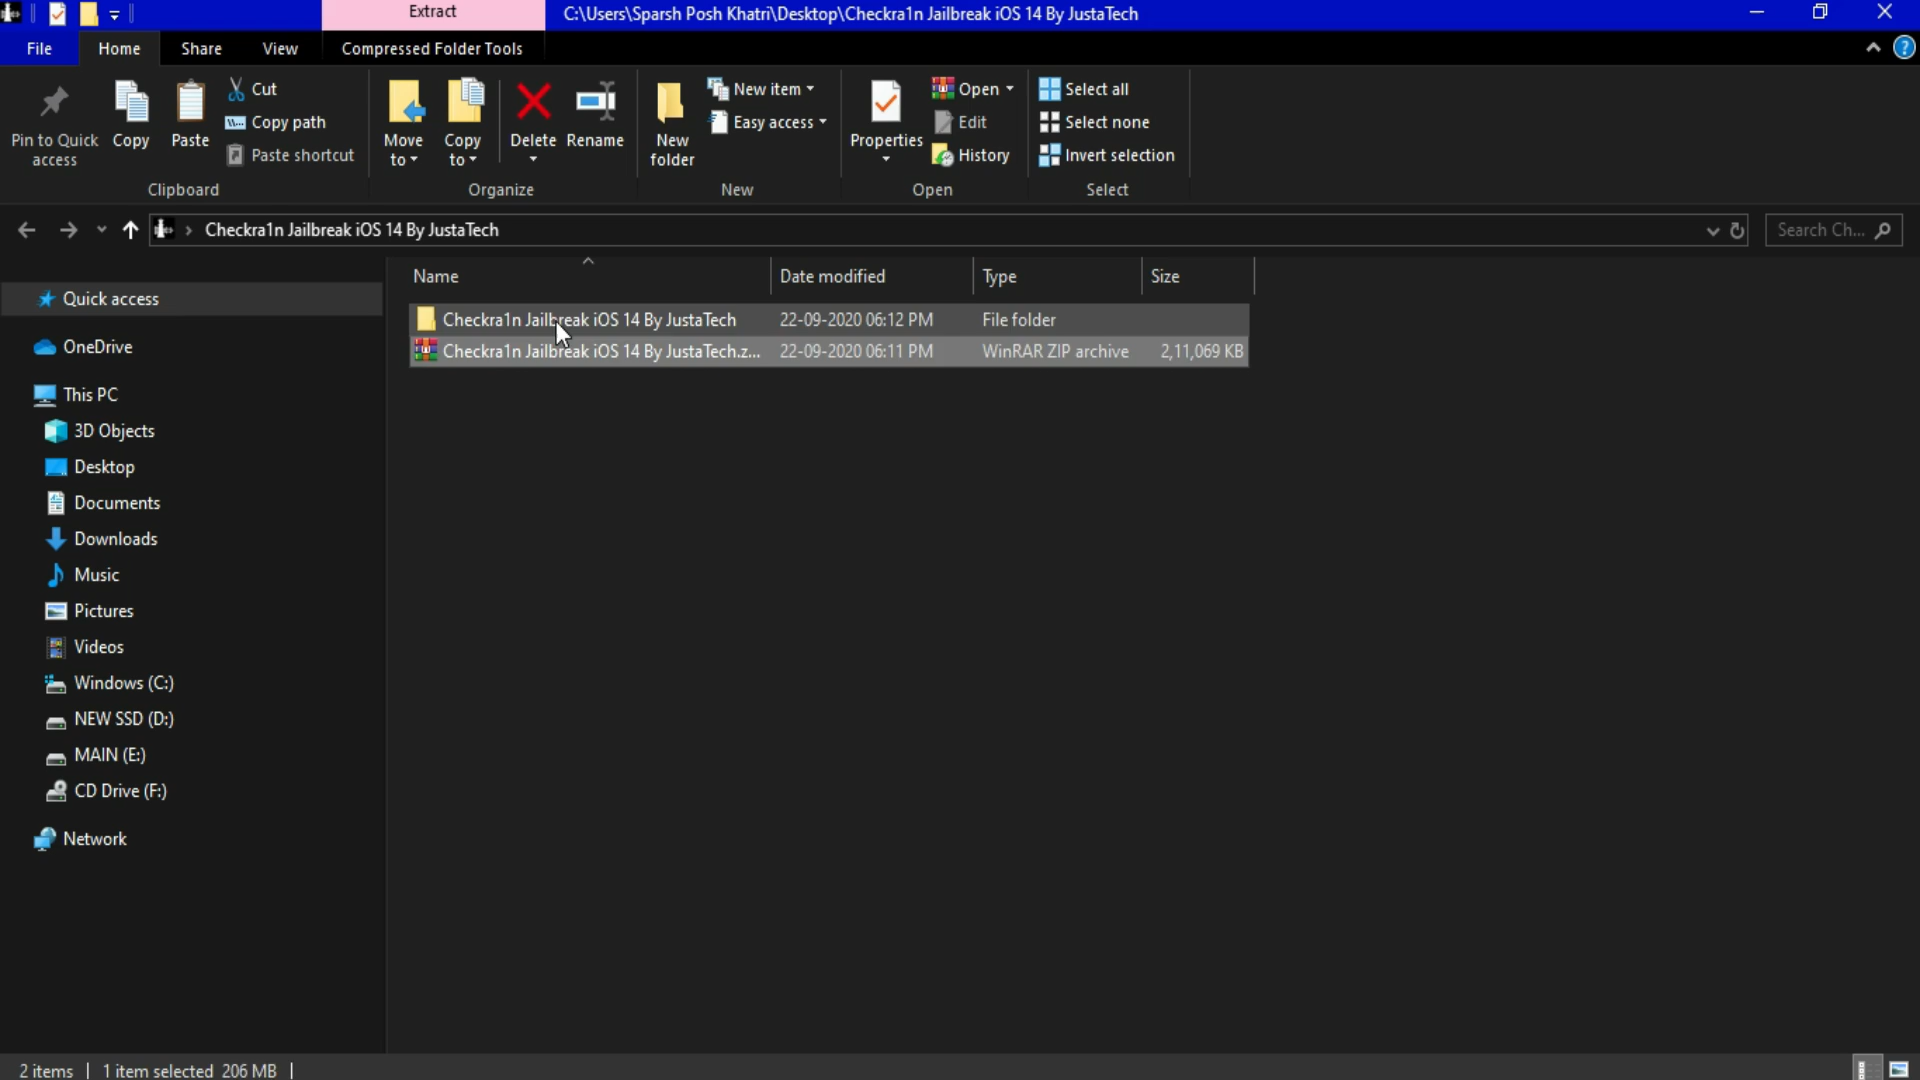 Extract
C:\Users\Sparsh Posh Khatri\Desktop\Checkra1n Jailbreak iOS 14 By JustaTech
File
Home
Share
View
Compressed Folder Tools
Pin to Quick
access
Copy
Paste
Cut
Copy path
Paste shortcut
Clipboard
Move
to
Copy
to
Delete
Rename
Organize
New
folder
New item
Easy access
New
Properties
Open
Edit
History
Open
Select all
Select none
Invert selection
Select
Checkra1n Jailbreak iOS 14 By JustaTech
Search Ch...
Name
Date modified
Type
Size
Checkra1n Jailbreak iOS 14 By JustaTech 22-09-2020 06:12 PM File folder
Checkra1n Jailbreak iOS 14 By JustaTech.z... 22-09-2020 06:11 PM WinRAR ZIP archive 2,11,069 KB
Quick access
OneDrive
This PC
3D Objects
Desktop
Documents
Downloads
Music
Pictures
Videos
Windows (C:)
NEW SSD (D:)
MAIN (E:)
CD Drive (F:)
Network
2 items
1 item selected 206 MB